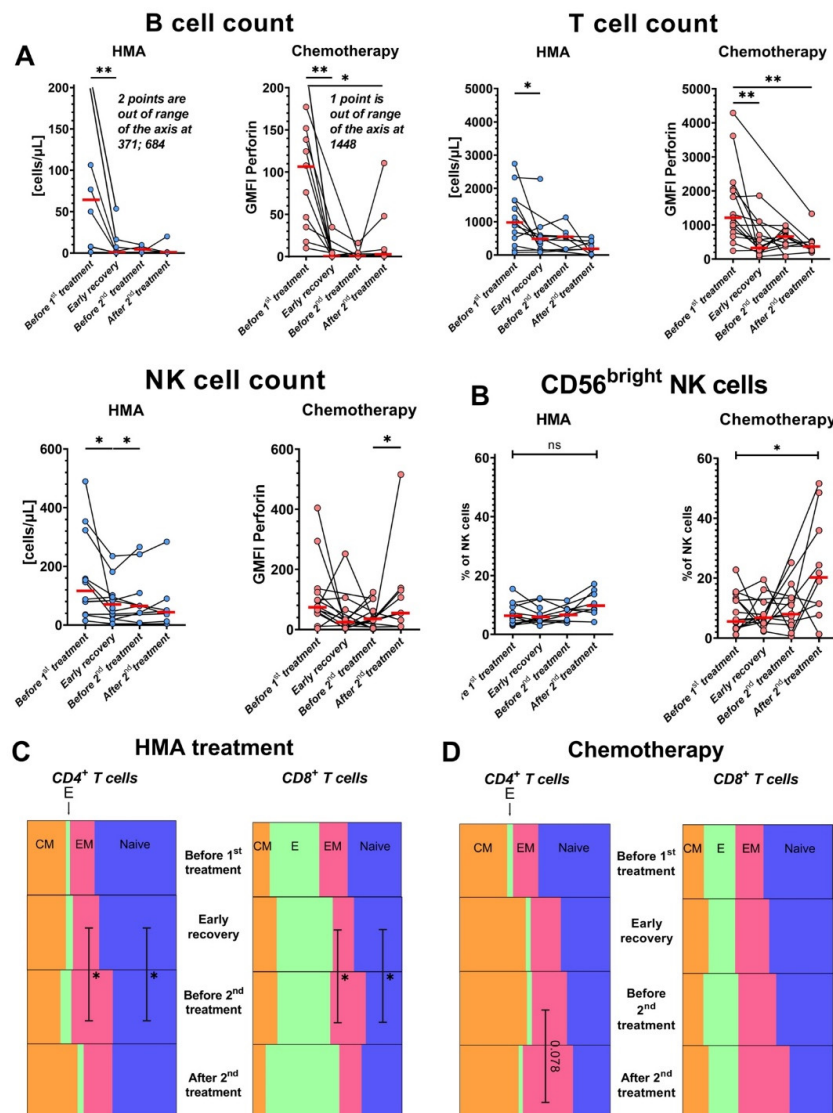 B cell count
T cell count
A
HMA
Chemotherapy
HMA
Chemotherapy
**
2 points are
out of range
of the axis at
371; 684
[cells/µL]
200
150
100
50
0
Before 1st treatment
Early recovery
Before 2nd treatment
After 2nd treatment
**
*
1 point is
out of range
of the axis at
1448
GMFI Perforin
200
150
100
50
0
Before 1st treatment
Early recovery
Before 2nd treatment
After 2nd treatment
*
[cells/µL]
5000
4000
3000
2000
1000
0
Before 1st treatment
Early recovery
Before 2nd treatment
After 2nd treatment
**
**
GMFI Perforin
5000
4000
3000
2000
1000
0
Before 1st treatment
Early recovery
Before 2nd treatment
After 2nd treatment
NK cell count
B
CD56bright NK cells
HMA
Chemotherapy
HMA
Chemotherapy
*
*
[cells/µL]
600
400
200
0
Before 1st treatment
Early recovery
Before 2nd treatment
After 2nd treatment
*
GMFI Perforin
600
400
200
0
Before 1st treatment
Early recovery
Before 2nd treatment
After 2nd treatment
ns
% of NK cells
60
40
20
0
Before 1st treatment
Early recovery
Before 2nd treatment
After 2nd treatment
*
%of NK cells
60
40
20
0
Before 1st treatment
Early recovery
Before 2nd treatment
After 2nd treatment
C
HMA treatment
CD4+ T cells
CD8+ T cells
E
CM
EM
Naive
Before 1st
treatment
CM
E
EM
Naive
Early
recovery
*
*
*
*
Before 2nd
treatment
After 2nd
treatment
D
Chemotherapy
CD4+ T cells
CD8+ T cells
E
CM
EM
Naive
Before 1st
treatment
CM
E
EM
Naive
Early
recovery
Before
2nd
treatment
0.078
After 2nd
treatment